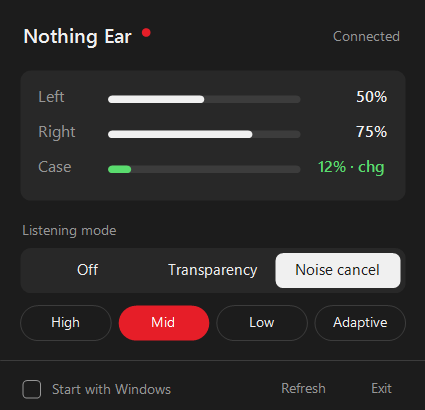 Nothing Ear Connected
Left 50%
Right 75%
Case 12% · chg
Listening mode
Off Transparency Noise cancel
High Mid Low Adaptive
Start with Windows Refresh Exit